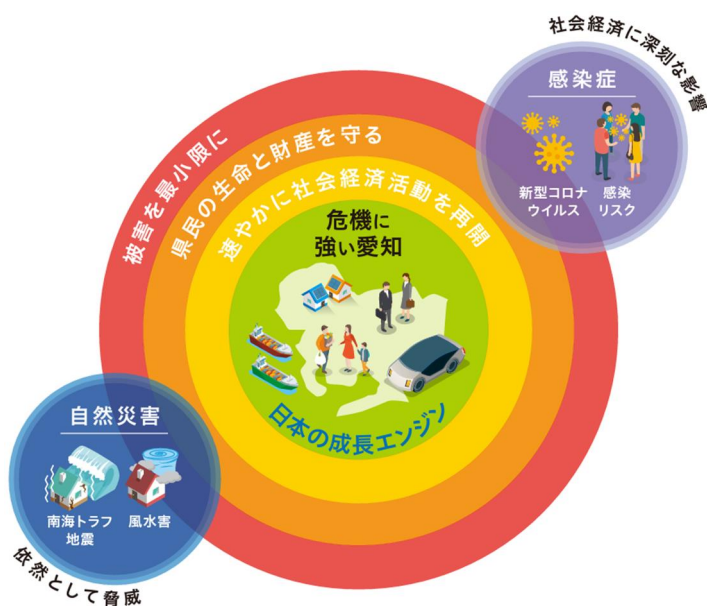 社会経済に深刻な影響
感染症
新型コロナ
ウイルス
感染
リスク
被害を最小限に
県民の生命と財産を守る
速やかに社会経済活動を再開
危機に
強い愛知
日本の成長エンジン
自然災害
南海トラフ
地震
風水害
依然として脅威